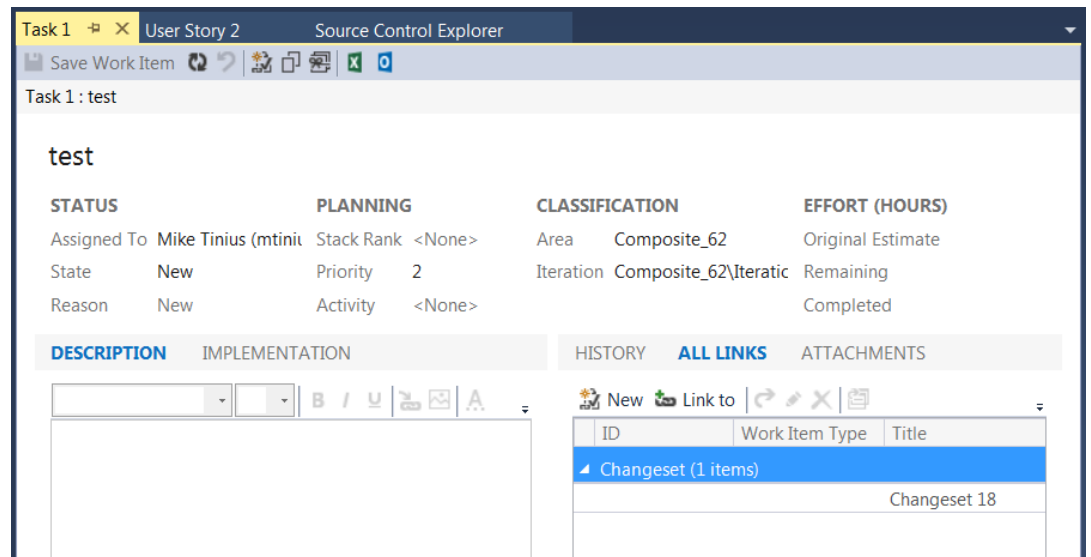 Task 1 User Story 2 Source Control Explorer
Save Work Item
Task 1 : test
test
STATUS PLANNING CLASSIFICATION EFFORT (HOURS)
Assigned To Mike Tinius (mtiniu Stack Rank <None> Area Composite_62 Original Estimate
State New Priority 2 Iteration Composite_62\Iteratic Remaining
Reason New Activity <None> Completed
DESCRIPTION IMPLEMENTATION HISTORY ALL LINKS ATTACHMENTS
B I U A New Link to
ID Work Item Type Title
Changeset (1 items)
Changeset 18